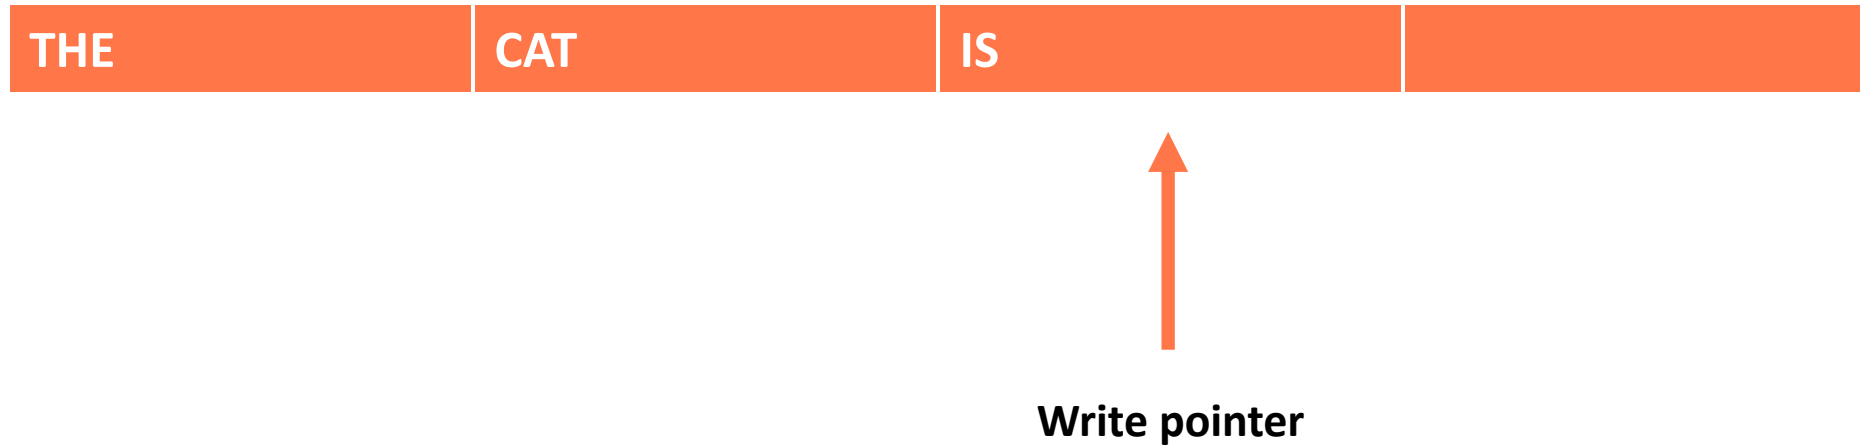 THE CAT IS
Write pointer